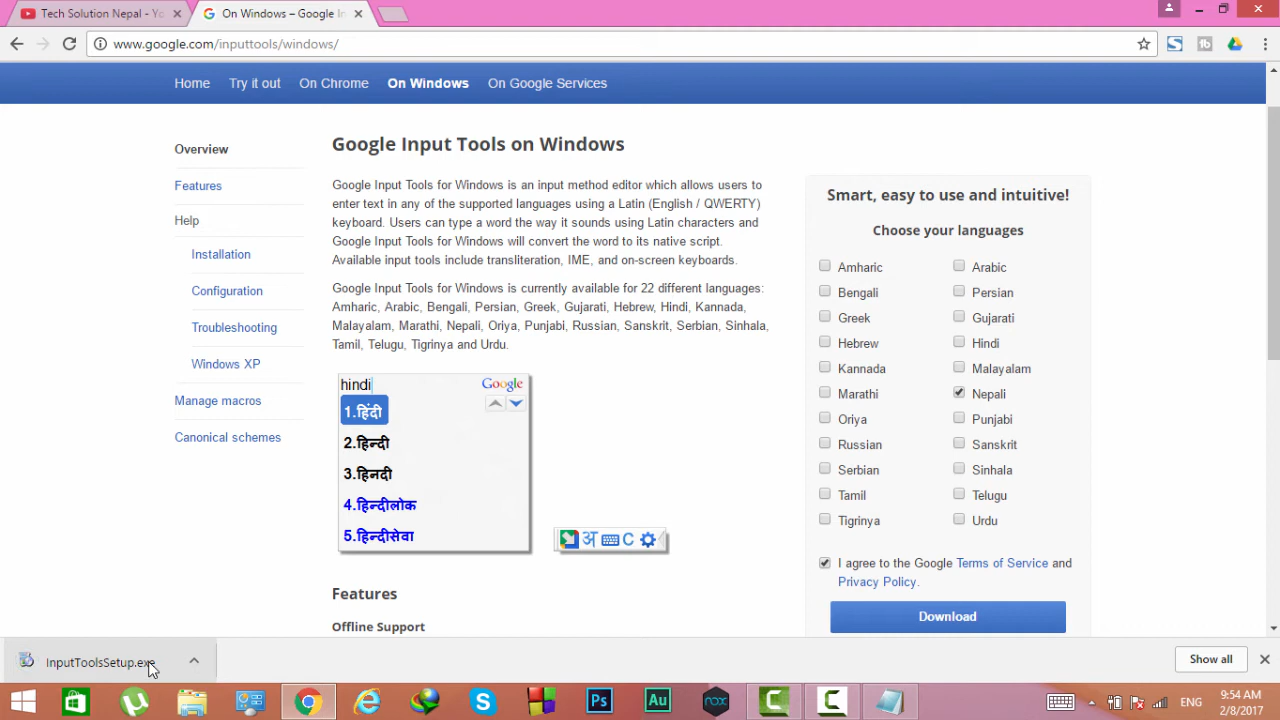 Tech Solution Nepal - Yo
On Windows – Google In
www.google.com/inputtools/windows/
Home Try it out On Chrome On Windows On Google Services
Overview
Features
Help
Installation
Configuration
Troubleshooting
Windows XP
Manage macros
Canonical schemes
Google Input Tools on Windows
Google Input Tools for Windows is an input method editor which allows users to
enter text in any of the supported languages using a Latin (English / QWERTY)
keyboard. Users can type a word the way it sounds using Latin characters and
Google Input Tools for Windows will convert the word to its native script.
Available input tools include transliteration, IME, and on-screen keyboards.
Google Input Tools for Windows is currently available for 22 different languages:
Amharic, Arabic, Bengali, Persian, Greek, Gujarati, Hebrew, Hindi, Kannada,
Malayalam, Marathi, Nepali, Oriya, Punjabi, Russian, Sanskrit, Serbian, Sinhala,
Tamil, Telugu, Tigrinya and Urdu.
hindi Google
1.हिंदी
2.हिन्दी
3.हिनदी
4.हिन्दीलोक
5.हिन्दीसेवा
अ C
Features
Offline Support
Smart, easy to use and intuitive!
Choose your languages
Amharic Arabic
Bengali Persian
Greek Gujarati
Hebrew Hindi
Kannada Malayalam
Marathi Nepali
Oriya Punjabi
Russian Sanskrit
Serbian Sinhala
Tamil Telugu
Tigrinya Urdu
I agree to the Google Terms of Service and
Privacy Policy.
Download
InputToolsSetup.exe
Show all
Ps Au nox
ENG
9:54 AM
2/8/2017